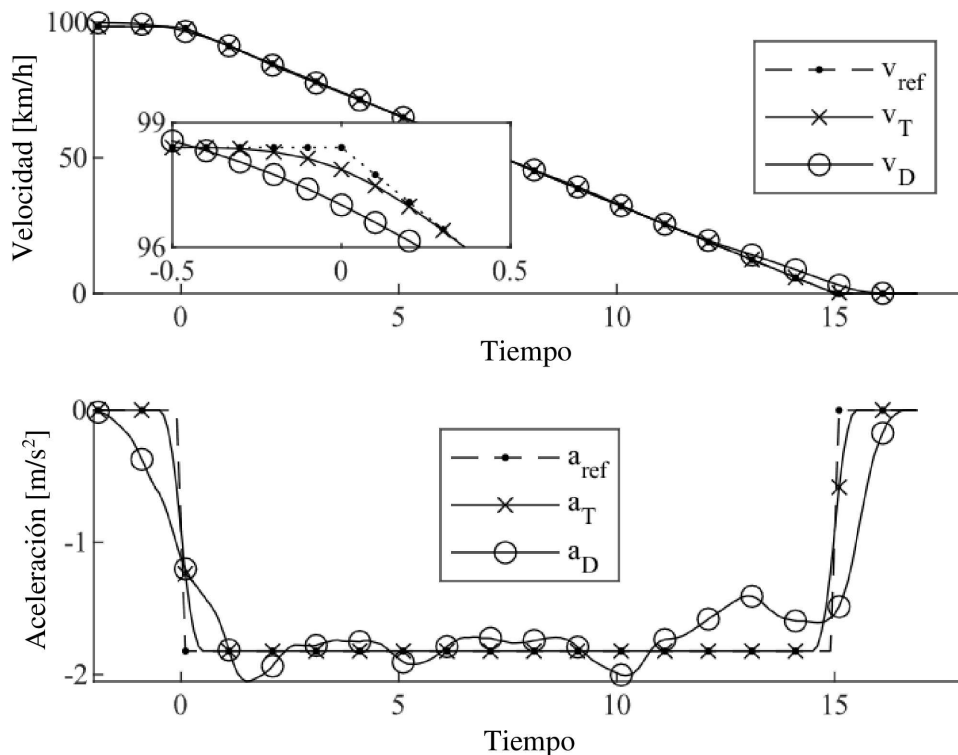 100
50
0
Velocidad [km/h]
v_ref
v_T
v_D
99
96
-0.5 0 0.5
0 5 10 15
Tiempo
0
-1
-2
Aceleración [m/s²]
a_ref
a_T
a_D
0 5 10 15
Tiempo